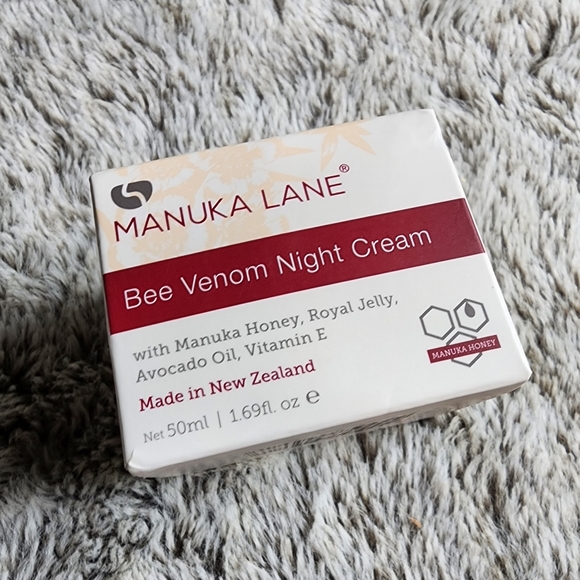 MANUKA LANE®
Bee Venom Night Cream
with Manuka Honey, Royal Jelly,
Avocado Oil, Vitamin E
Made in New Zealand
Net 50ml | 1.69fl. oz ℮
MANUKA HONEY